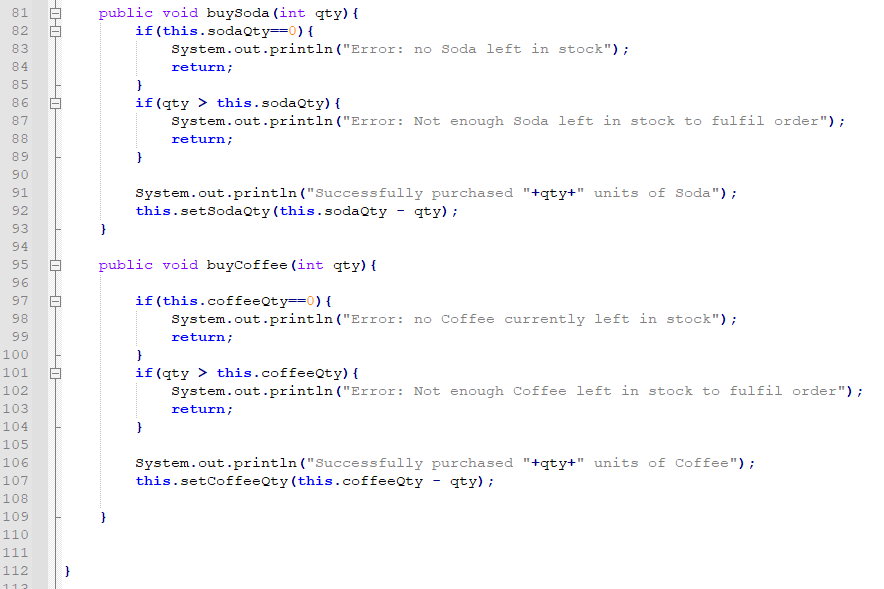 81 public void buySoda(int qty){
82 if(this.sodaQty==0){
83 System.out.println("Error: no Soda left in stock");
84 return;
85 }
86 if(qty > this.sodaQty){
87 System.out.println("Error: Not enough Soda left in stock to fulfil order");
88 return;
89 }
90
91 System.out.println("Successfully purchased "+qty+" units of Soda");
92 this.setSodaQty(this.sodaQty - qty);
93 }
94
95 public void buyCoffee(int qty){
96
97 if(this.coffeeQty==0){
98 System.out.println("Error: no Coffee currently left in stock");
99 return;
100 }
101 if(qty > this.coffeeQty){
102 System.out.println("Error: Not enough Coffee left in stock to fulfil order");
103 return;
104 }
105
106 System.out.println("Successfully purchased "+qty+" units of Coffee");
107 this.setCoffeeQty(this.coffeeQty - qty);
108
109 }
110
111
112 }
113